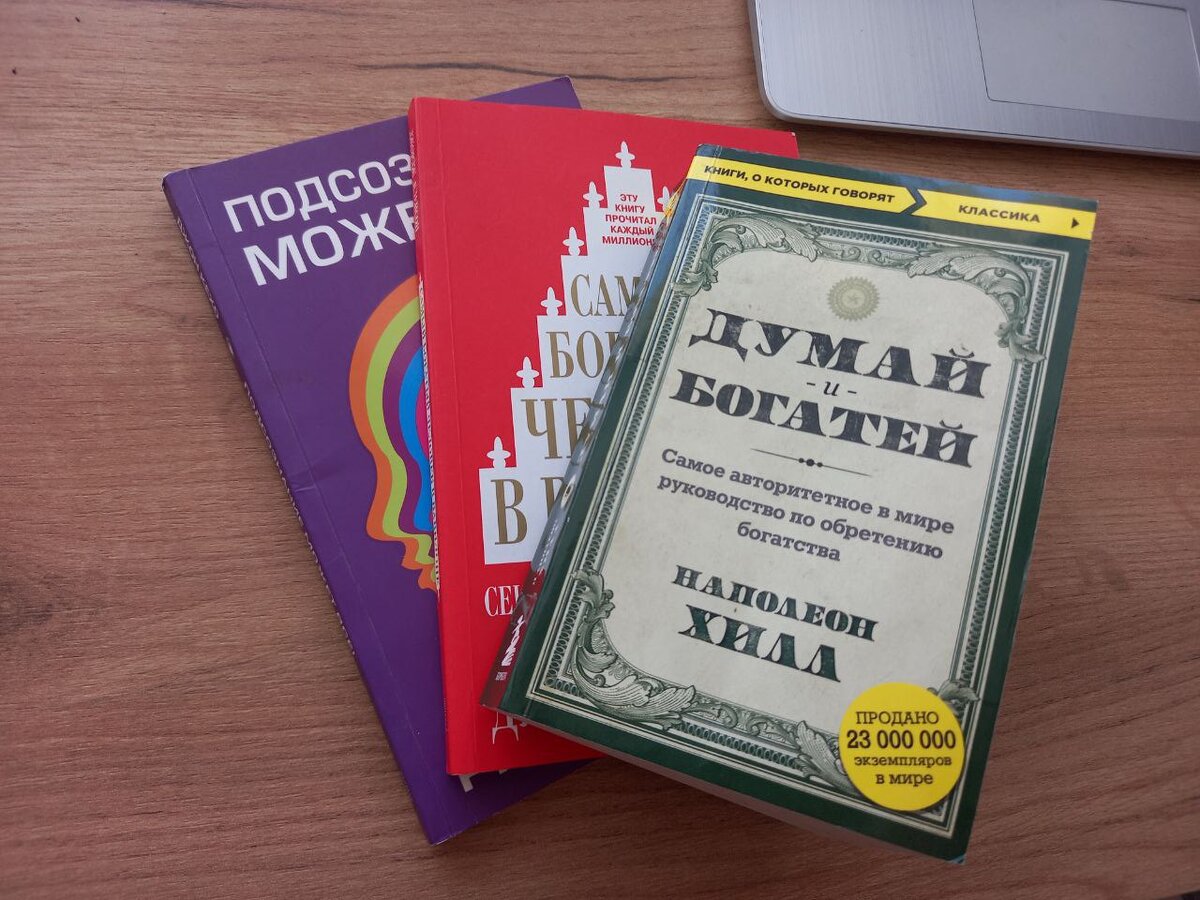 ПОДСОЗ
МОЖЕ
ЭТУ
КНИГУ
ПРОЧИТАЛ
КАЖДЫЙ
МИЛЛИОН
САМ
БОГ
ЧЕ
В В
СЕК
КНИГИ, О КОТОРЫХ ГОВОРЯТ
КЛАССИКА
ДУМАЙ
-и-
БОГАТЕЙ
Самое авторитетное в мире
руководство по обретению
богатства
НАПОЛЕОН
ХИЛЛ
ПРОДАНО
23 000 000
экземпляров
в мире